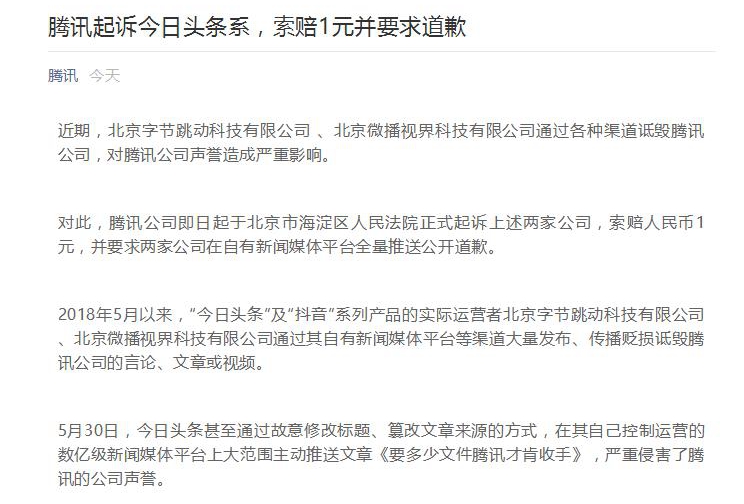 腾讯起诉今日头条系，索赔1元并要求道歉
腾讯 今天
近期，北京字节跳动科技有限公司 、北京微播视界科技有限公司通过各种渠道诋毁腾讯
公司，对腾讯公司声誉造成严重影响。
对此，腾讯公司即日起于北京市海淀区人民法院正式起诉上述两家公司，索赔人民币1
元，并要求两家公司在自有新闻媒体平台全量推送公开道歉。
2018年5月以来，“今日头条”及“抖音”系列产品的实际运营者北京字节跳动科技有限公司
、北京微播视界科技有限公司通过其自有新闻媒体平台等渠道大量发布、传播贬损诋毁腾
讯公司的言论、文章或视频。
5月30日，今日头条甚至通过故意修改标题、篡改文章来源的方式，在其自己控制运营的
数亿级新闻媒体平台上大范围主动推送文章《要多少文件腾讯才肯收手》，严重侵害了腾
讯的公司声誉。